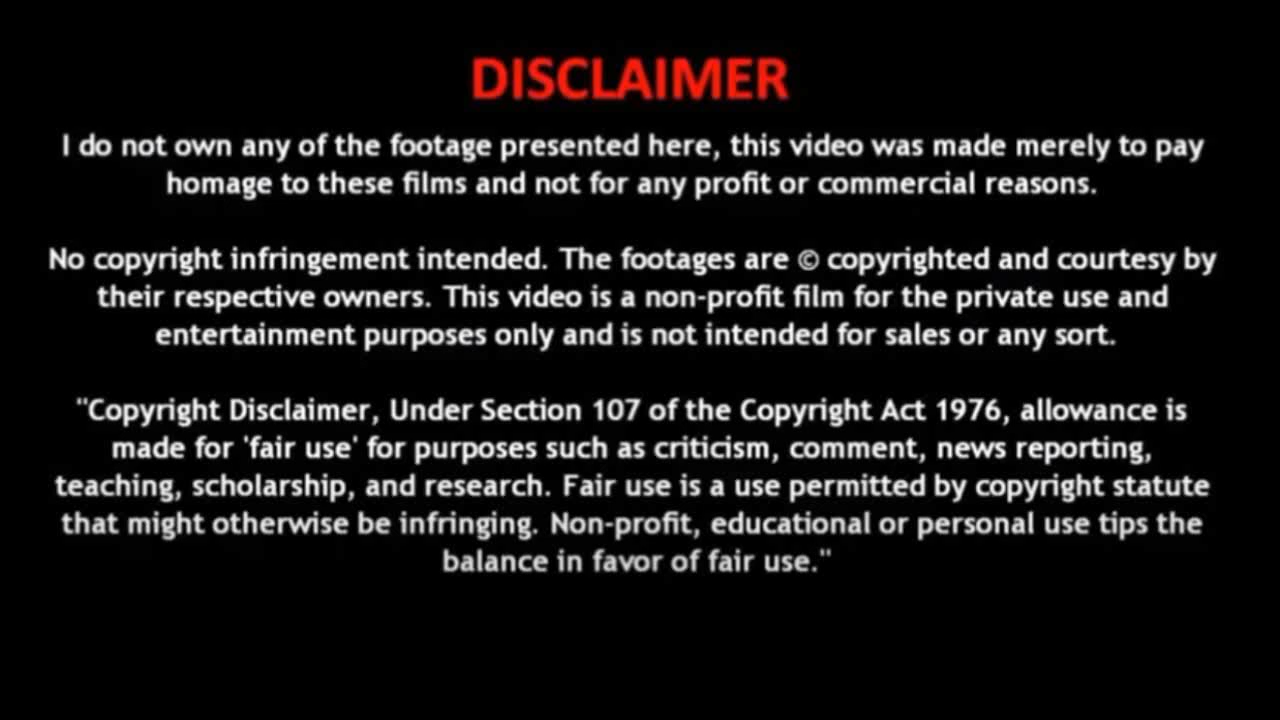 DISCLAIMER
I do not own any of the footage presented here, this video was made merely to pay
homage to these films and not for any profit or commercial reasons.
No copyright infringement intended. The footages are © copyrighted and courtesy by
their respective owners. This video is a non-profit film for the private use and
entertainment purposes only and is not intended for sales or any sort.
"Copyright Disclaimer, Under Section 107 of the Copyright Act 1976, allowance is
made for 'fair use' for purposes such as criticism, comment, news reporting,
teaching, scholarship, and research. Fair use is a use permitted by copyright statute
that might otherwise be infringing. Non-profit, educational or personal use tips the
balance in favor of fair use."